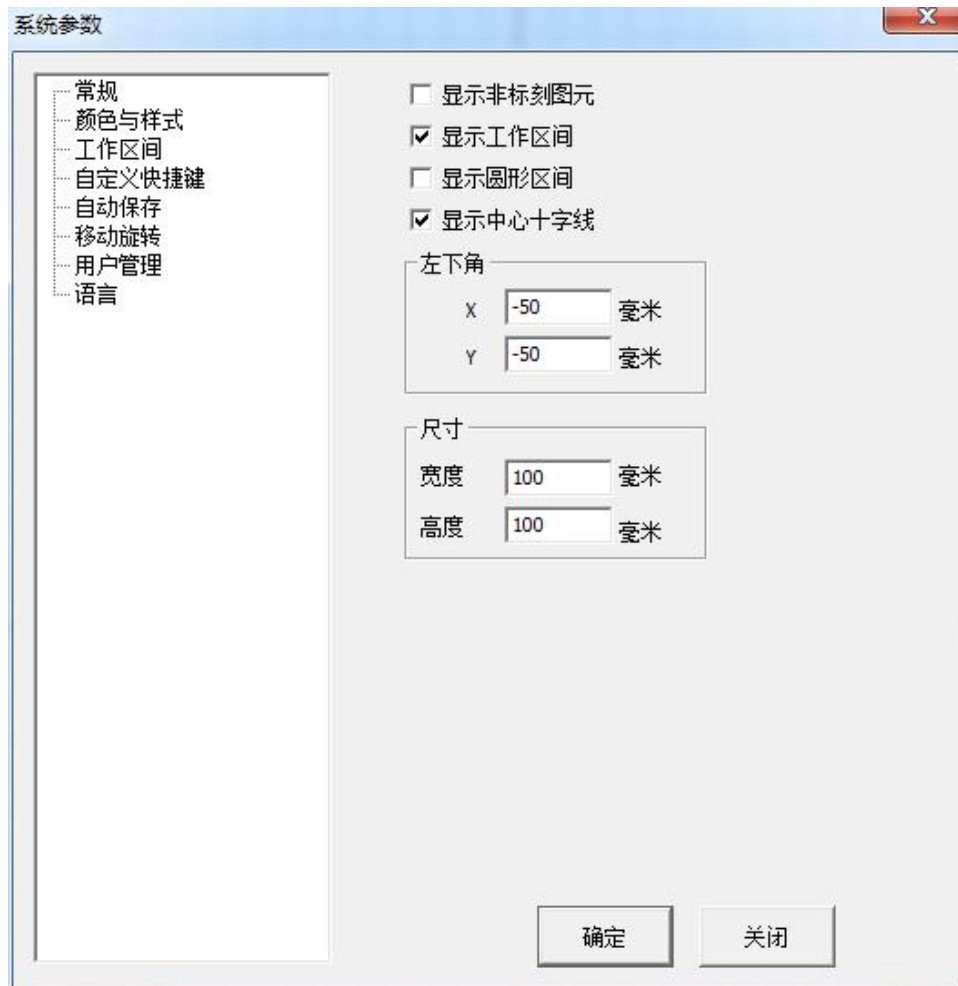 系统参数
常规
颜色与样式
工作区间
自定义快捷键
自动保存
移动旋转
用户管理
语言
显示非标刻图元
显示工作区间
显示圆形区间
显示中心十字线
左下角
X -50 毫米
Y -50 毫米
尺寸
宽度 100 毫米
高度 100 毫米
确定 关闭